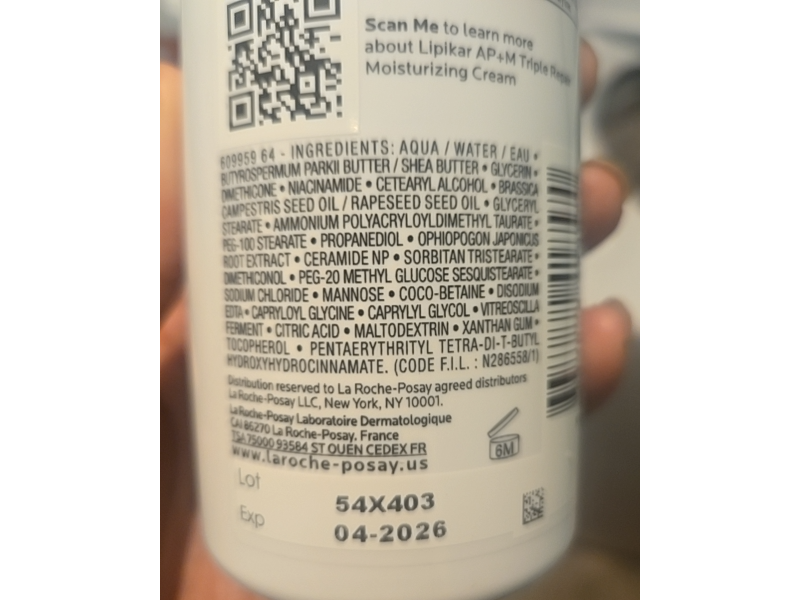 Scan Me to learn more
about Lipikar AP+M Triple Repair
Moisturizing Cream
609959 64 - INGREDIENTS: AQUA / WATER / EAU •
BUTYROSPERMUM PARKII BUTTER / SHEA BUTTER • GLYCERIN •
DIMETHICONE • NIACINAMIDE • CETEARYL ALCOHOL • BRASSICA
CAMPESTRIS SEED OIL / RAPESEED SEED OIL • GLYCERYL
STEARATE • AMMONIUM POLYACRYLOYLDIMETHYL TAURATE •
PEG-100 STEARATE • PROPANEDIOL • OPHIOPOGON JAPONICUS
ROOT EXTRACT • CERAMIDE NP • SORBITAN TRISTEARATE •
DIMETHICONOL • PEG-20 METHYL GLUCOSE SESQUISTEARATE •
SODIUM CHLORIDE • MANNOSE • COCO-BETAINE • DISODIUM
EDTA • CAPRYLOYL GLYCINE • CAPRYLYL GLYCOL • VITREOSCILLA
FERMENT • CITRIC ACID • MALTODEXTRIN • XANTHAN GUM •
TOCOPHEROL • PENTAERYTHRITYL TETRA-DI-T-BUTYL
HYDROXYHYDROCINNAMATE. (CODE F.I.L. : N286558/1)
Distribution reserved to La Roche-Posay agreed distributors
La Roche-Posay LLC, New York, NY 10001.
La Roche-Posay Laboratoire Dermatologique
CAI 86270 La Roche-Posay. France
TSA 75000 93584 ST OUEN CEDEX FR
www.laroche-posay.us
6M
Lot 54X403
Exp 04-2026